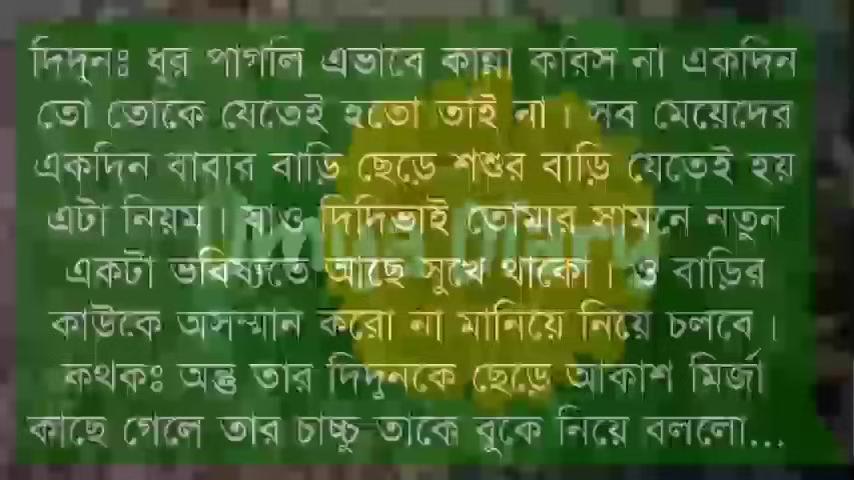 দিদুনঃ ধুর পাগলি এভাবে কান্না করিস না একদিন
তো তোকে যেতেই হতো তাই না। সব মেয়েদের
একদিন বাবার বাড়ি ছেড়ে শশুর বাড়ি যেতেই হয়
এটা নিয়ম। যাও দিদিভাই তোমার সামনে নতুন
একটা ভবিষ্যতে আছে সুখে থাকো। ও বাড়ির
কাউকে অসম্মান করো না মানিয়ে নিয়ে চলবে।
কথকঃ অন্তু তার দিদুনকে ছেড়ে আকাশ মির্জা
কাছে গেলে তার চাচ্চু তাকে বুকে নিয়ে বললো...